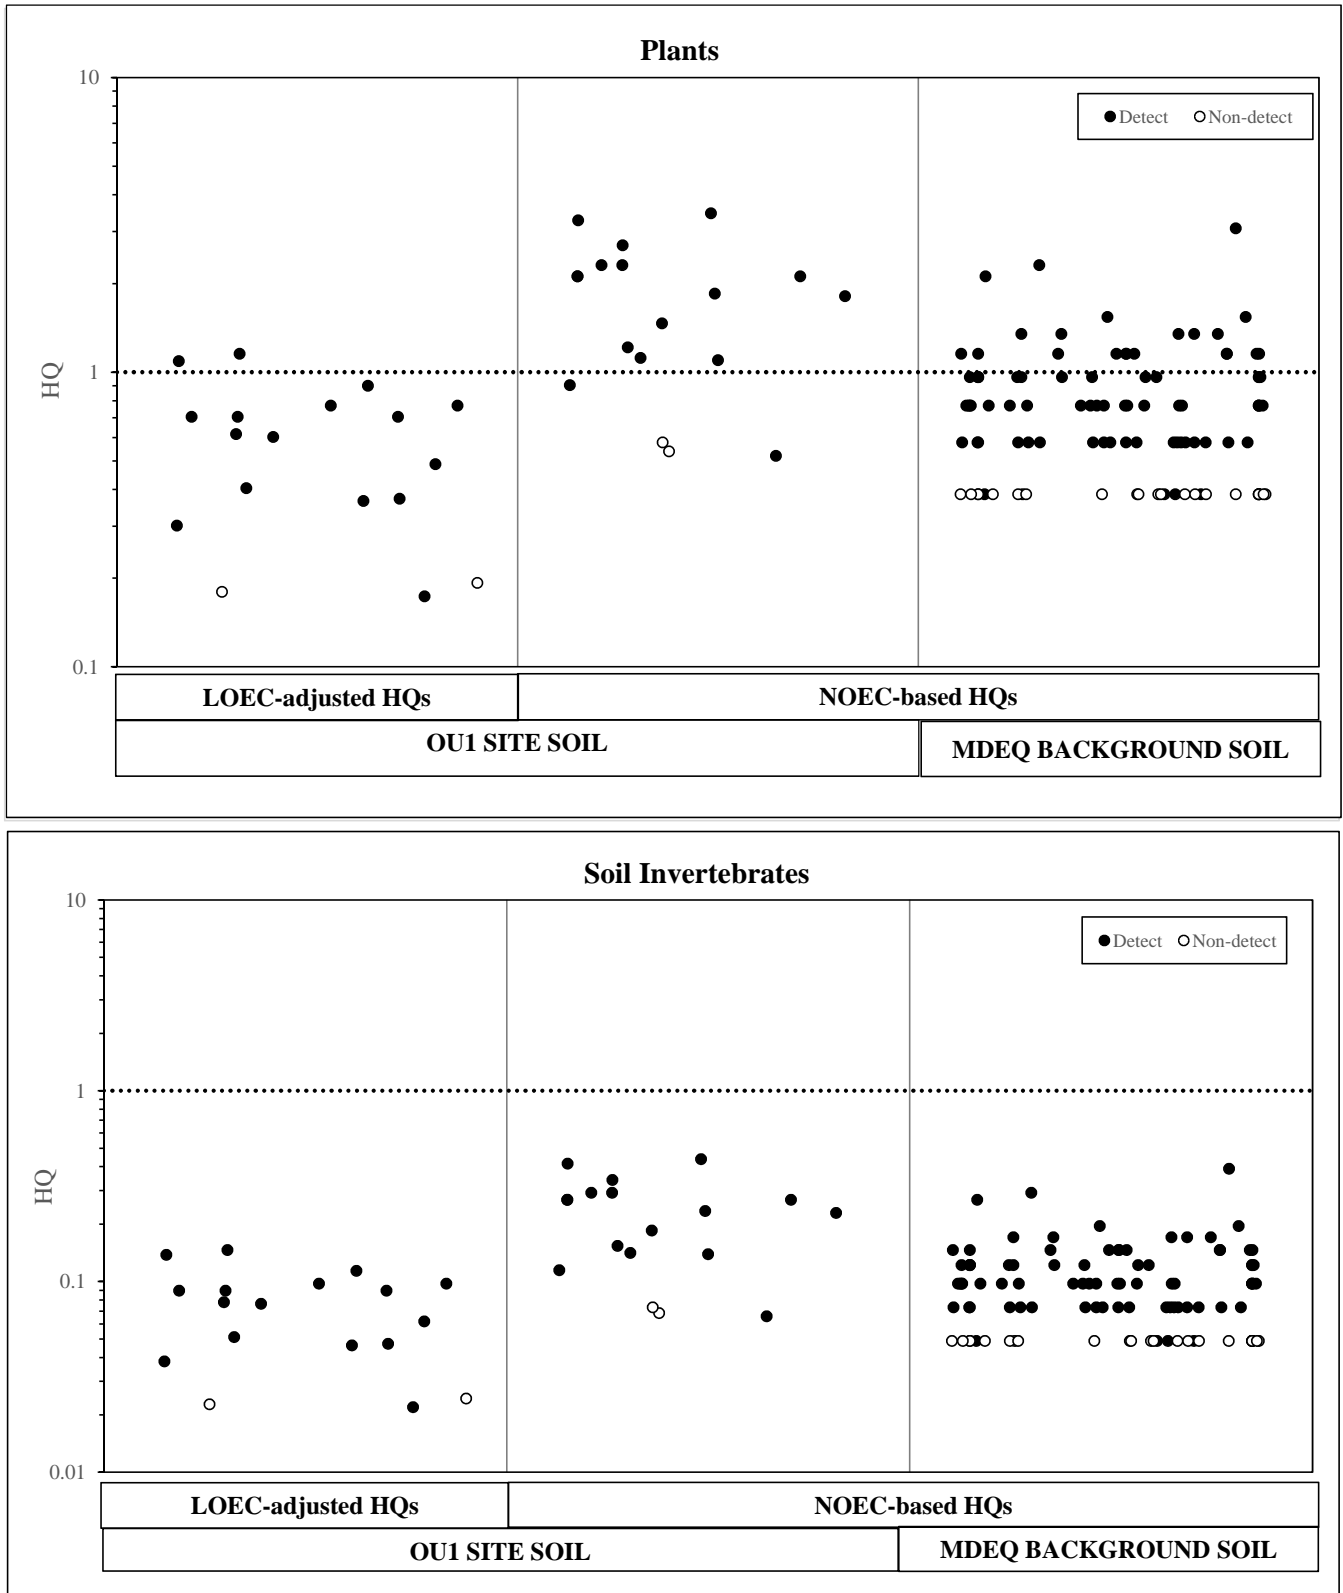 Plants
10
Detect Non-detect
HQ
1
0.1
LOEC-adjusted HQs NOEC-based HQs
OU1 SITE SOIL MDEQ BACKGROUND SOIL
Soil Invertebrates
10
Detect Non-detect
1
HQ
0.1
0.01
LOEC-adjusted HQs NOEC-based HQs
OU1 SITE SOIL MDEQ BACKGROUND SOIL